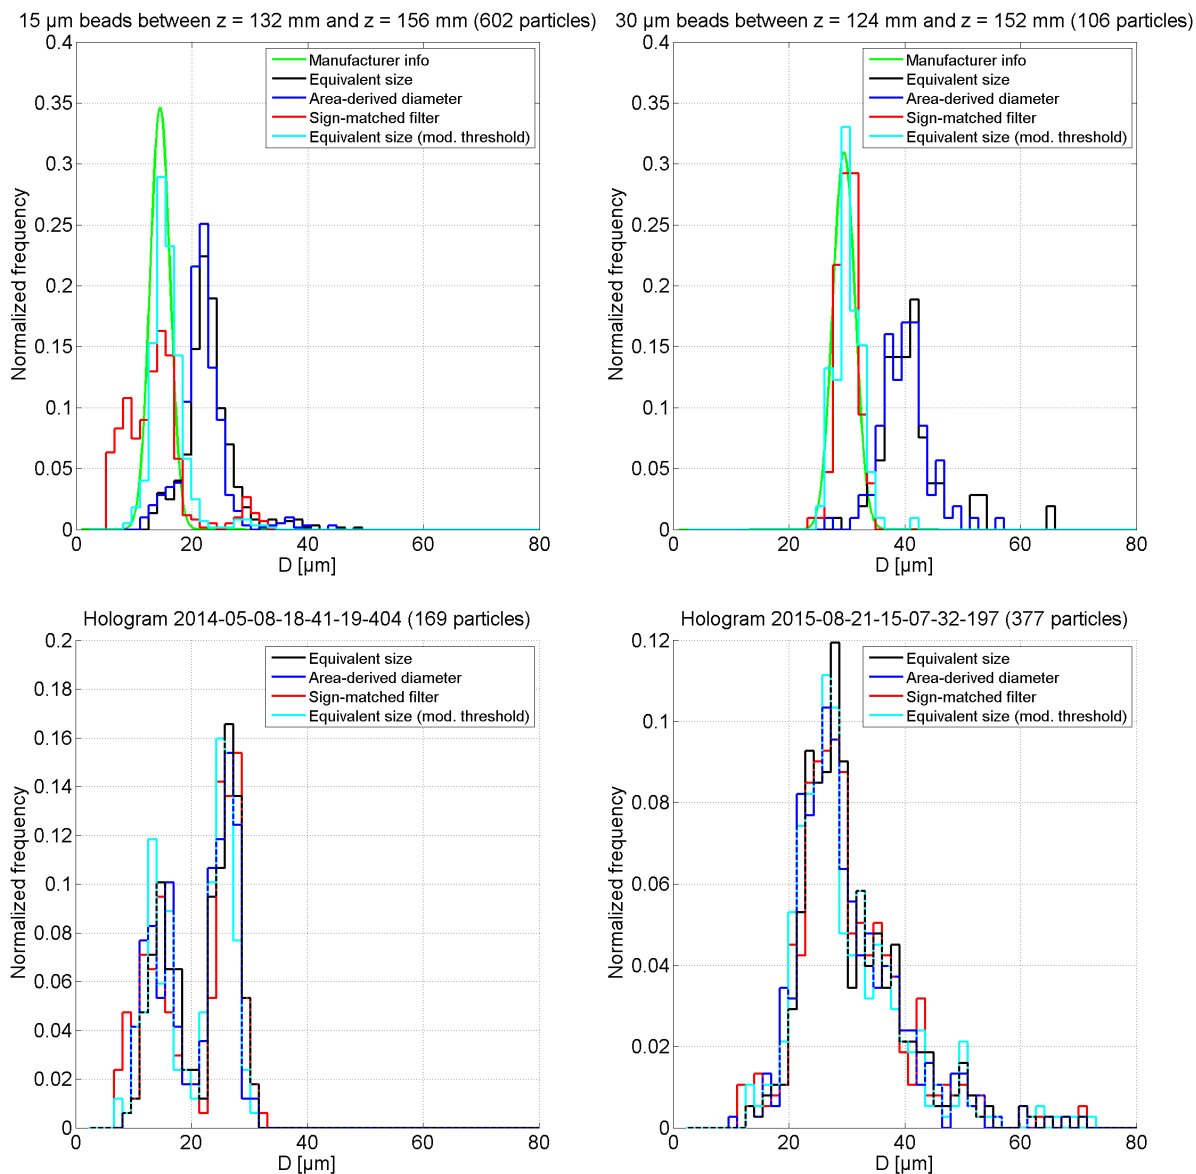 15 µm beads between z = 132 mm and z = 156 mm (602 particles)
0.4
0.35
0.3
0.25
0.2
0.15
0.1
0.05
0
Normalized frequency
Manufacturer info
Equivalent size
Area-derived diameter
Sign-matched filter
Equivalent size (mod. threshold)
0 20 40 60 80
D [µm]
30 µm beads between z = 124 mm and z = 152 mm (106 particles)
0.4
0.35
0.3
0.25
0.2
0.15
0.1
0.05
0
Normalized frequency
Manufacturer info
Equivalent size
Area-derived diameter
Sign-matched filter
Equivalent size (mod. threshold)
0 20 40 60 80
D [µm]
Hologram 2014-05-08-18-41-19-404 (169 particles)
0.2
0.18
0.16
0.14
0.12
0.1
0.08
0.06
0.04
0.02
0
Normalized frequency
Equivalent size
Area-derived diameter
Sign-matched filter
Equivalent size (mod. threshold)
0 20 40 60 80
D [µm]
Hologram 2015-08-21-15-07-32-197 (377 particles)
0.12
0.1
0.08
0.06
0.04
0.02
0
Normalized frequency
Equivalent size
Area-derived diameter
Sign-matched filter
Equivalent size (mod. threshold)
0 20 40 60 80
D [µm]